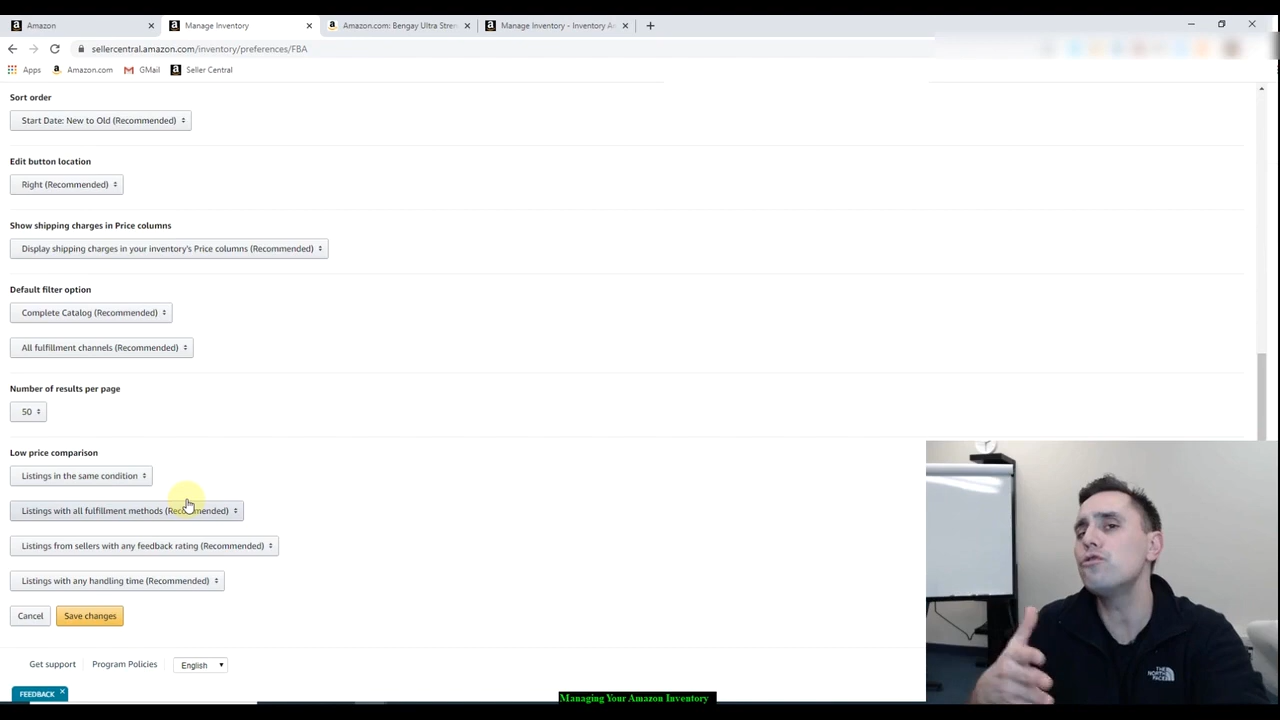 Amazon
Manage Inventory
Amazon.com: Bengay Ultra Stren
Manage Inventory - Inventory A
sellercentral.amazon.com/inventory/preferences/FBA
Apps
Amazon.com
GMail
Seller Central
Sort order
Start Date: New to Old (Recommended)
Edit button location
Right (Recommended)
Show shipping charges in Price columns
Display shipping charges in your inventory's Price columns (Recommended)
Default filter option
Complete Catalog (Recommended)
All fulfillment channels (Recommended)
Number of results per page
50
Low price comparison
Listings in the same condition
Listings with all fulfillment methods (Recommended)
Listings from sellers with any feedback rating (Recommended)
Listings with any handling time (Recommended)
Cancel
Save changes
Get support
Program Policies
English
FEEDBACK
THE
NORTH
FACE
Managing Your Amazon Inventory